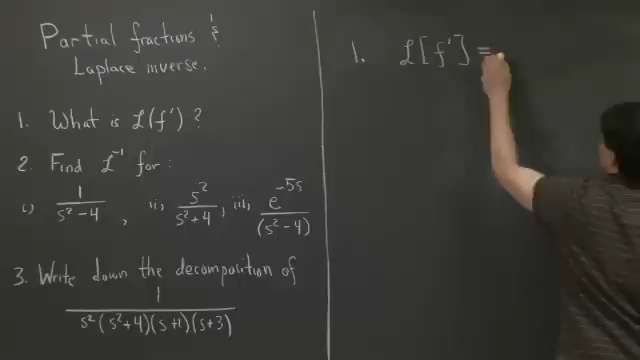 Partial fractions &
Laplace inverse.
1. What is ℒ(f')?
2. Find ℒ⁻¹ for:
i) 1/(s²-4), ii) s²/(s²+4); iii) e^(-5s)/(s²-4)
3. Write down the decomposition of
1/(s²(s²+4)(s+1)(s+3))
1. ℒ[f'] =